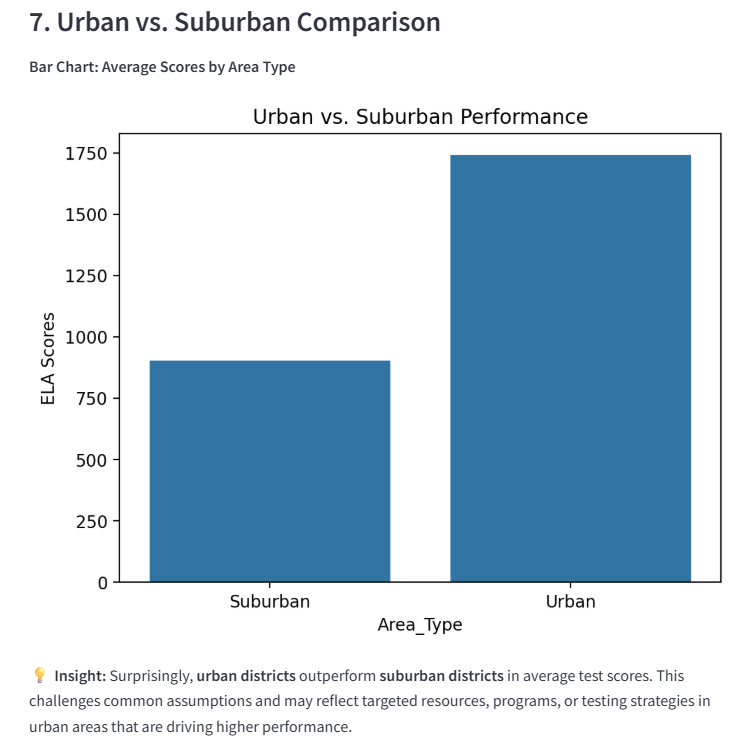 7. Urban vs. Suburban Comparison
Bar Chart: Average Scores by Area Type
Urban vs. Suburban Performance
1750
1500
1250
1000
750
500
250
0
ELA Scores
Suburban
Urban
Area_Type
💡 Insight: Surprisingly, urban districts outperform suburban districts in average test scores. This
challenges common assumptions and may reflect targeted resources, programs, or testing strategies in
urban areas that are driving higher performance.